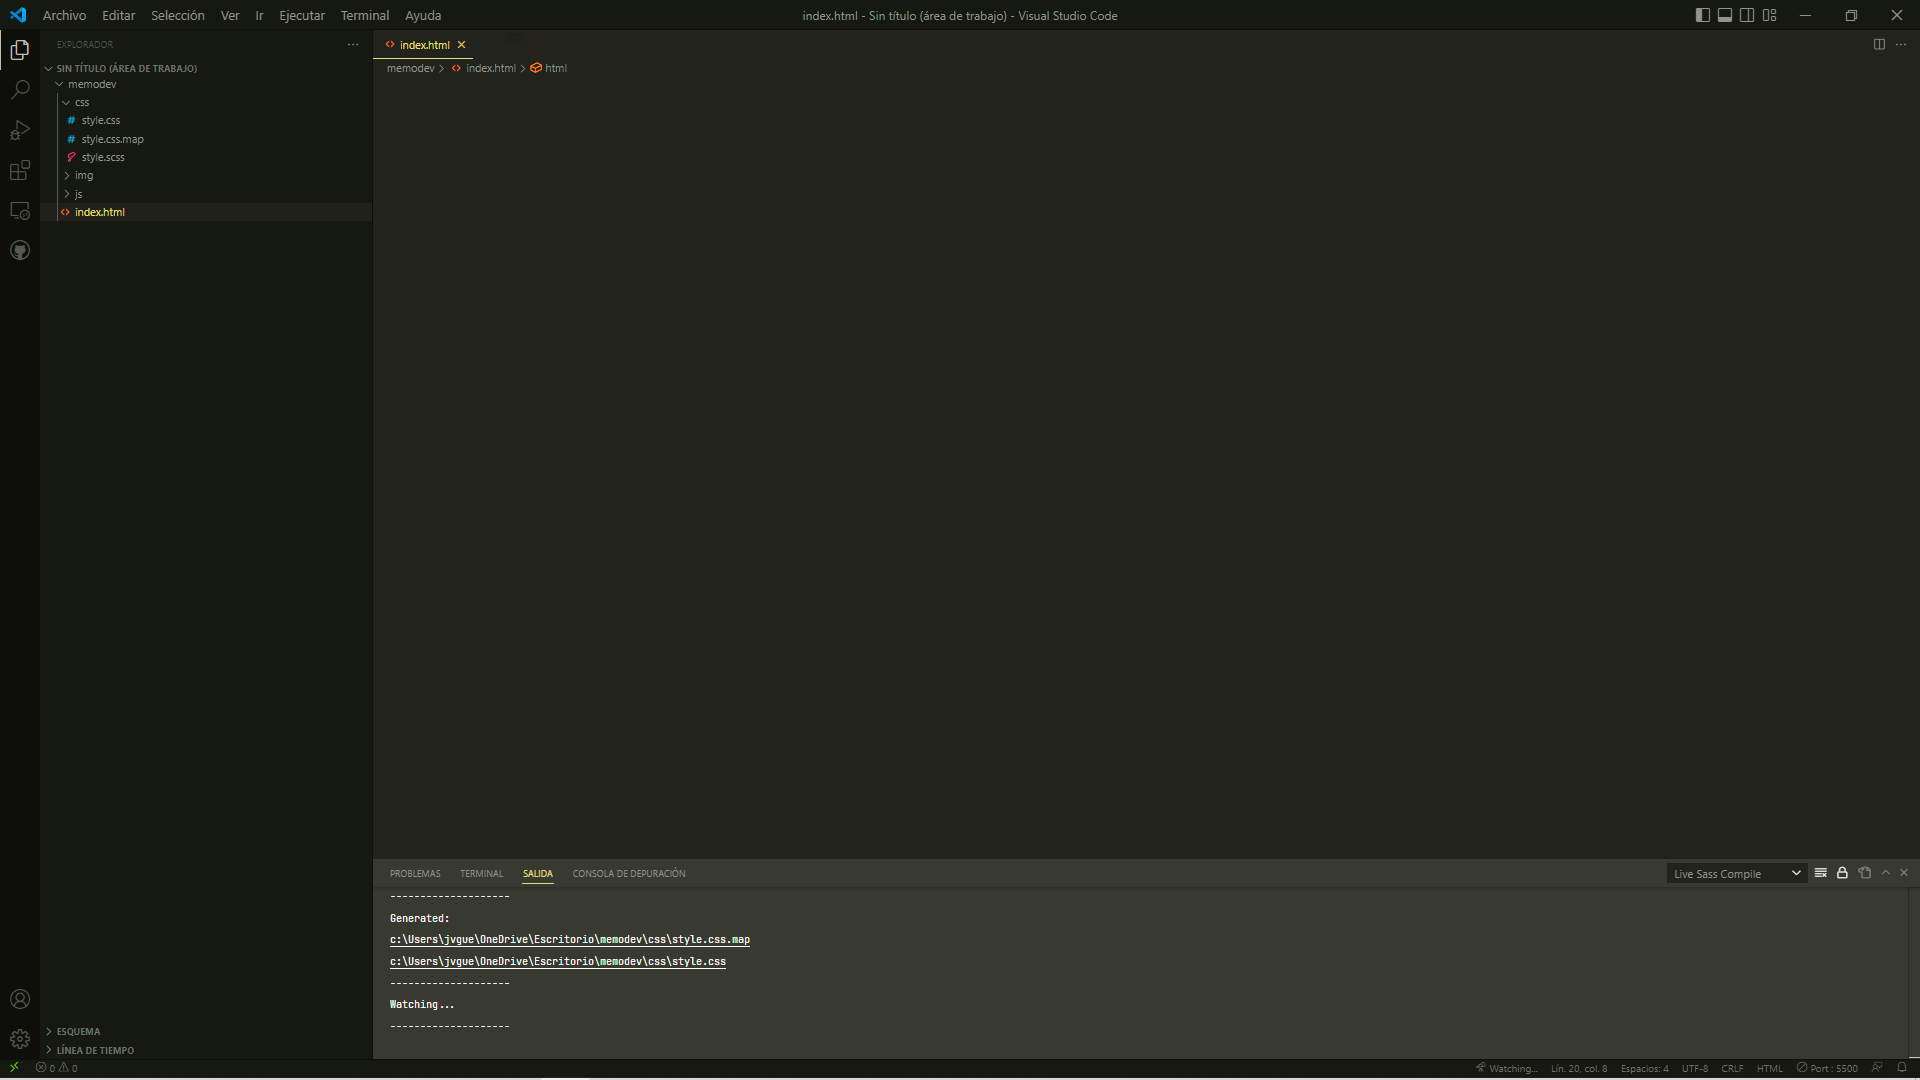 Archivo Editar Selección Ver Ir Ejecutar Terminal Ayuda
index.html - Sin título (área de trabajo) - Visual Studio Code
EXPLORADOR
SIN TÍTULO (ÁREA DE TRABAJO)
memodev
css
style.css
style.css.map
style.scss
img
js
index.html
ESQUEMA
LÍNEA DE TIEMPO
index.html
memodev > index.html > html
PROBLEMAS TERMINAL SALIDA CONSOLA DE DEPURACIÓN
Live Sass Compile
--------------------
Generated:
c:\Users\jvgue\OneDrive\Escritorio\memodev\css\style.css.map
c:\Users\jvgue\OneDrive\Escritorio\memodev\css\style.css
--------------------
Watching...
--------------------
0 0
Watching... Lín. 20, col. 8 Espacios: 4 UTF-8 CRLF HTML Port : 5500